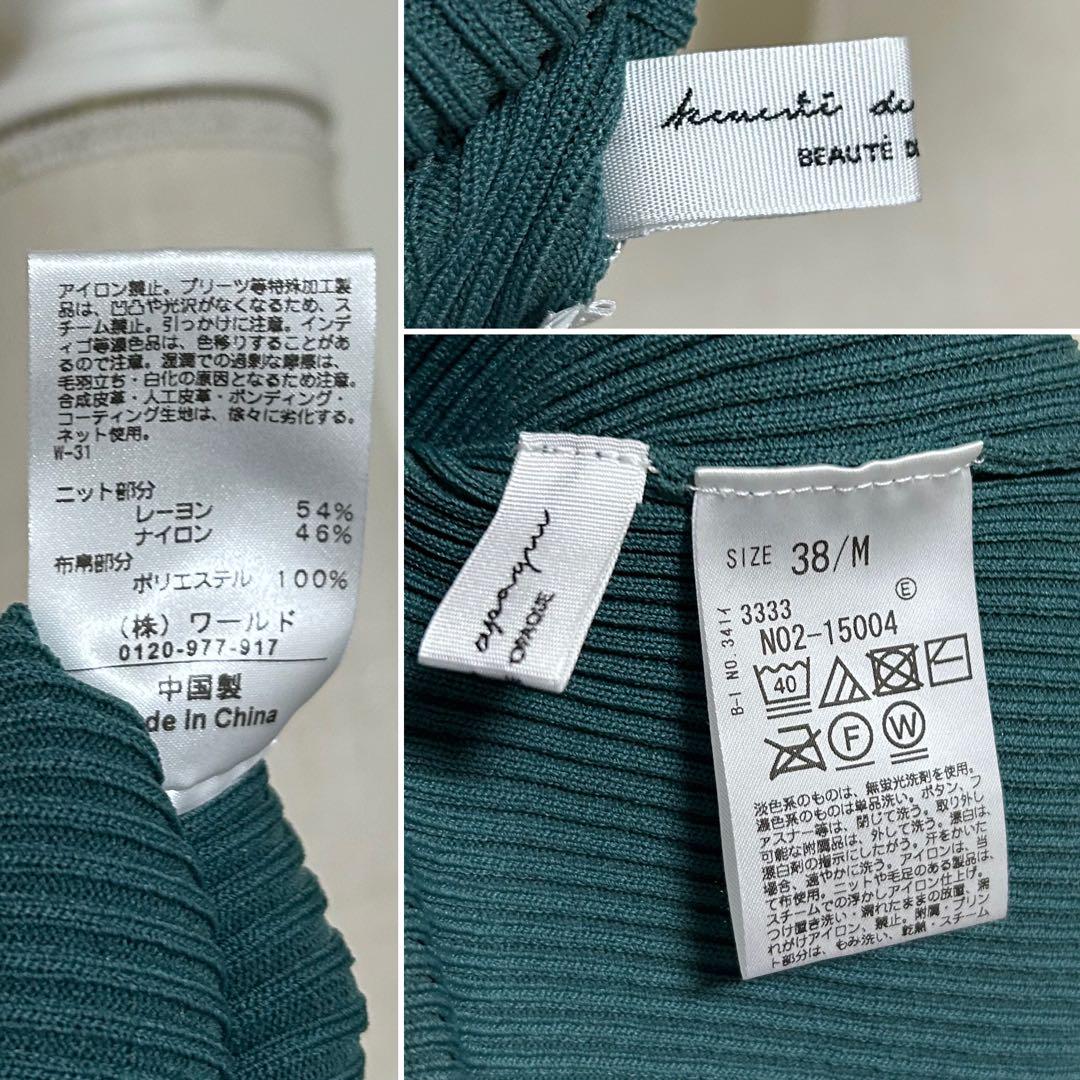 アイロン禁止。プリーツ等特殊加工製
品は、凹凸や光沢がなくなるため、ス
チーム禁止。引っかけに注意。インデ
ィゴ等濃色品は、色移りすることがあ
るので注意。湿潤での過剰な摩擦は、
毛羽立ち・白化の原因となるため注意。
合成皮革・人工皮革・ボンディング・
コーティング生地は、徐々に劣化する。
ネット使用。
W-31
ニット部分
レーヨン 54%
ナイロン 46%
布帛部分
ポリエステル 100%
(株)ワールド
0120-977-917
中国製
de In China
BEAUTÉ D
OPAQUE
SIZE 38/M
E
B-I NO.341イ
3333
N02-15004
40
F
W
淡色系のものは、無蛍光洗剤を使用。
濃色系のものは単品洗い。ボタン、フ
ァスナー等は、閉じて洗う。取り外し
可能な附属品は、外して洗う。漂白は、
漂白剤の指示にしたがう。汗をかいた
場合、速やかに洗う。アイロンは、当
て布使用。ニットや毛足のある製品は、
スチームでの浮かしアイロン仕上げ。
つけ置き洗い・濡れたままの放置、濡
れがけアイロン、禁止。附属・プリン
ト部分は、もみ洗い、乾熱・スチーム